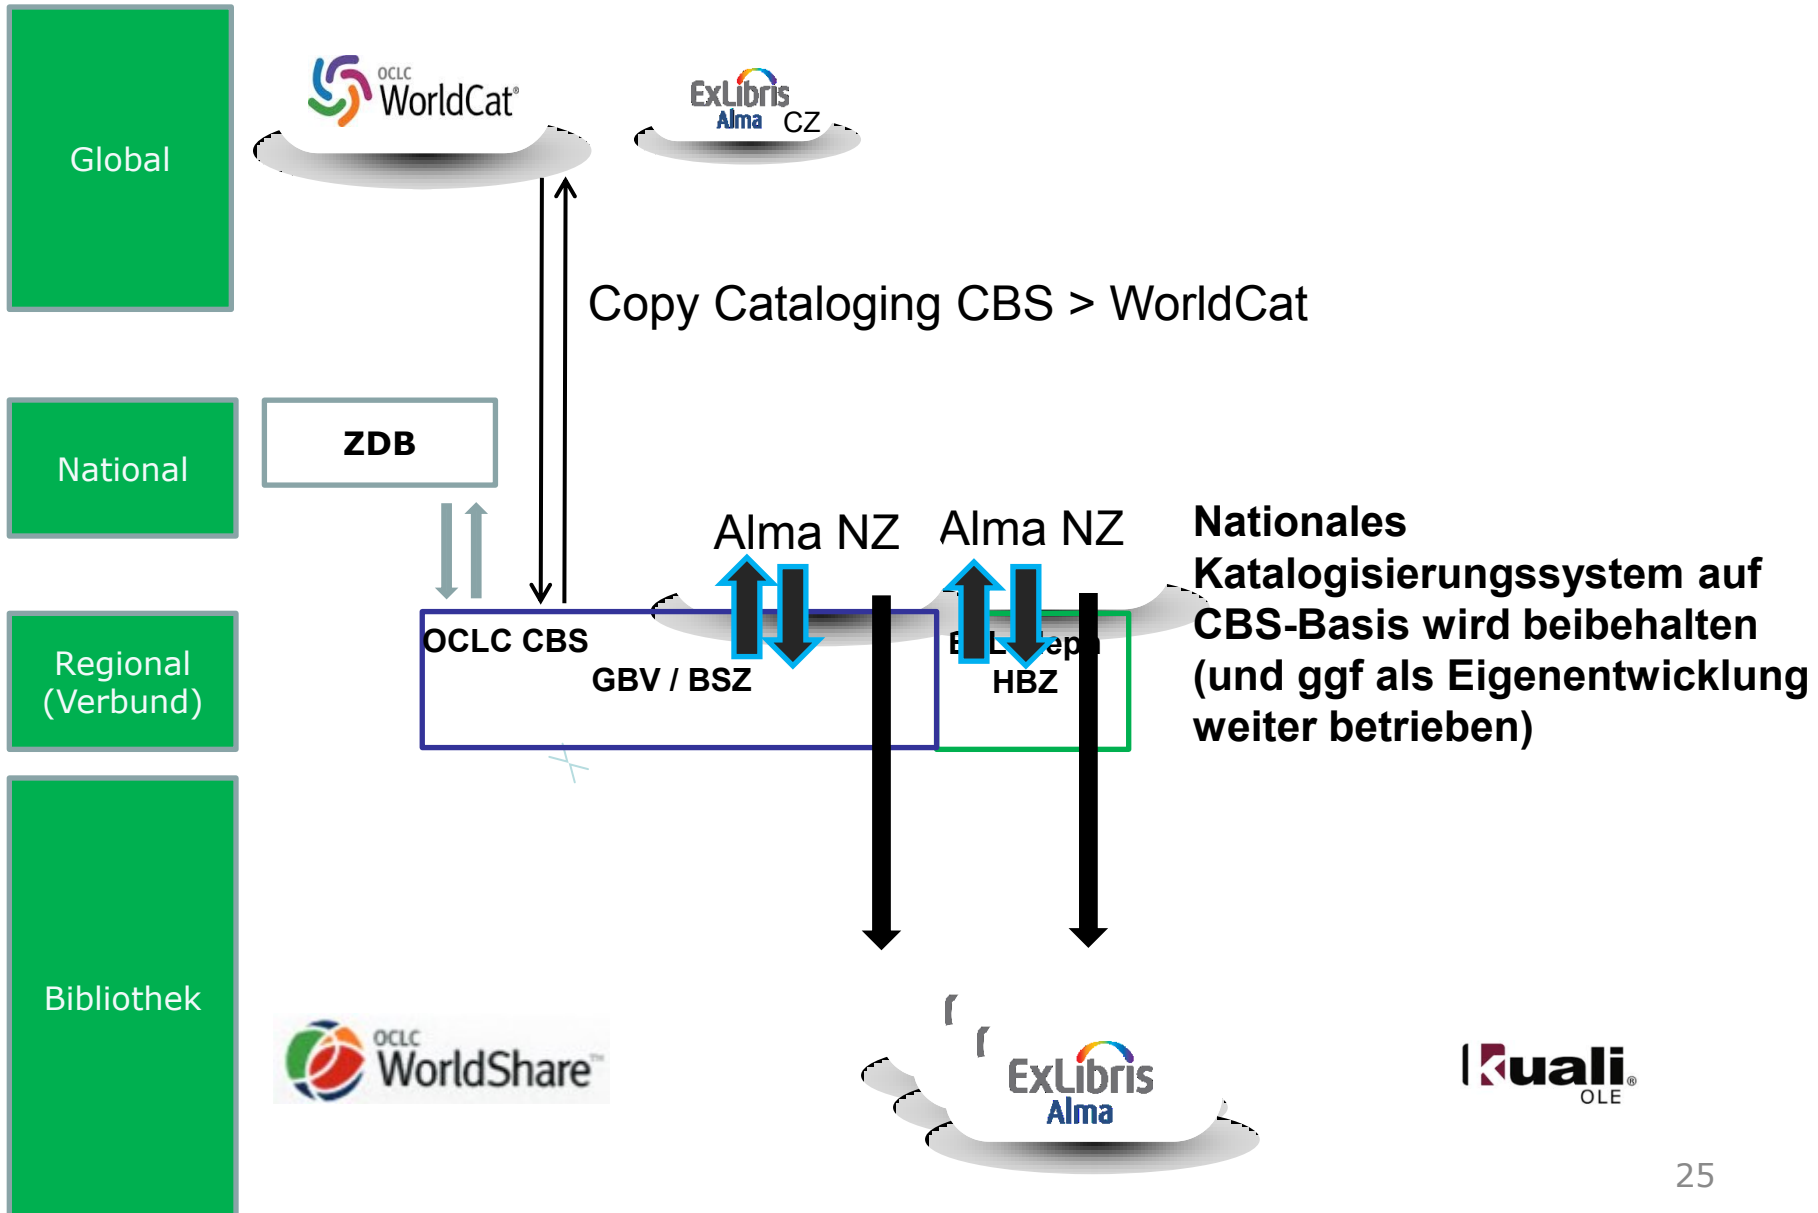 Global
OCLC
WorldCat®
ExLibris
Alma CZ
Copy Cataloging CBS > WorldCat
National
ZDB
Alma NZ
Alma NZ
Nationales
Katalogisierungssystem auf
CBS-Basis wird beibehalten
(und ggf als Eigenentwicklung
weiter betrieben)
Regional
(Verbund)
OCLC CBS
GBV / BSZ
HBZ
Bibliothek
OCLC
WorldShare™
ExLibris
Alma
Kuali®
OLE
25